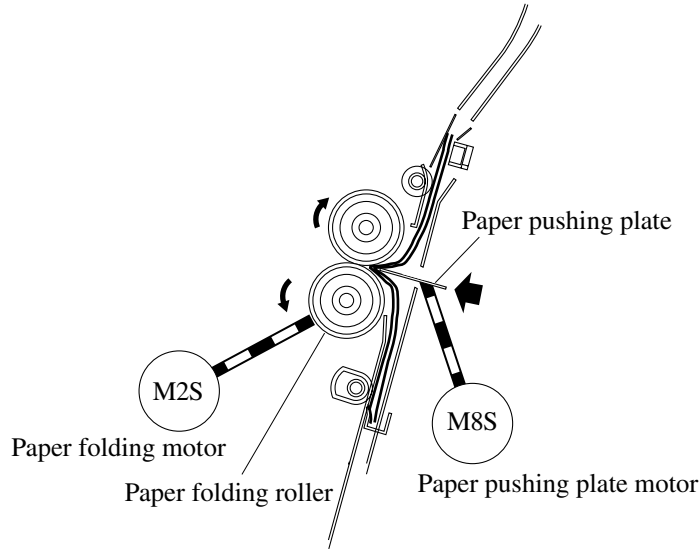 Paper pushing plate
M2S
M8S
Paper folding motor
Paper folding roller
Paper pushing plate motor